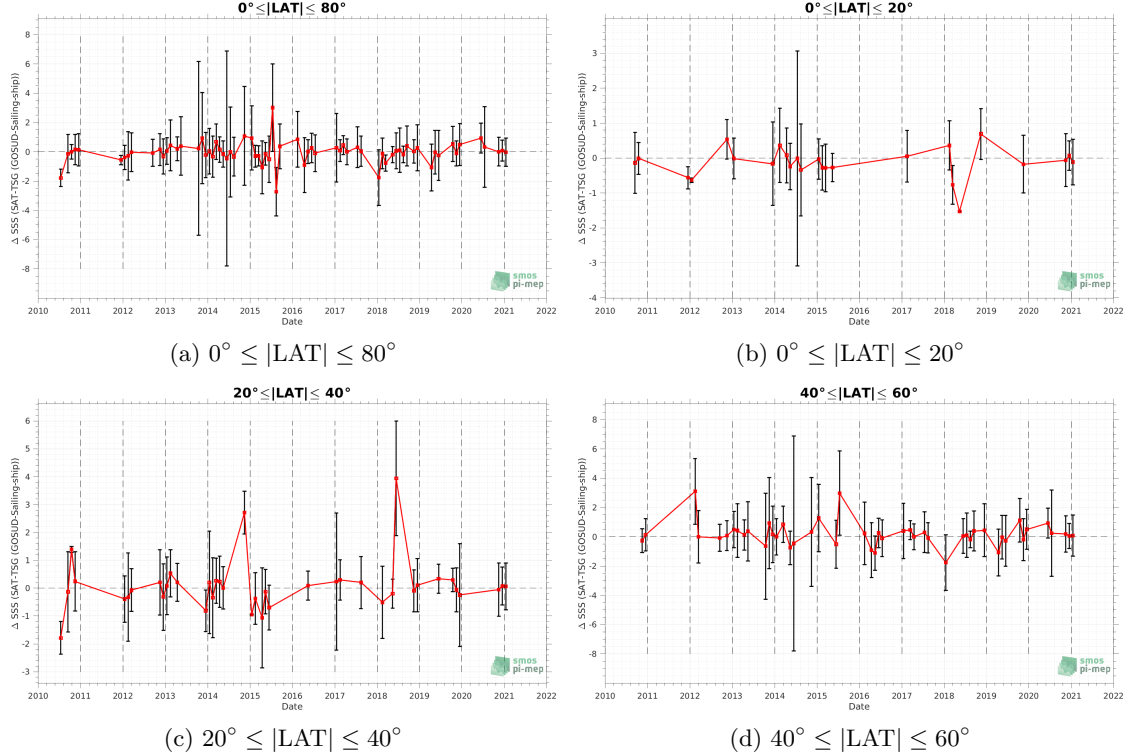 0°≤|LAT|≤ 80°
Δ SSS (SAT-TSG (GOSUD-Sailing-ship))
8
6
4
2
0
-2
-4
-6
-8
2010 2011 2012 2013 2014 2015 2016 2017 2018 2019 2020 2021 2022
Date
smos
pi-mep
(a) 0° ≤ |LAT| ≤ 80°
0°≤|LAT|≤ 20°
Δ SSS (SAT-TSG (GOSUD-Sailing-ship))
3
2
1
0
-1
-2
-3
-4
2010 2011 2012 2013 2014 2015 2016 2017 2018 2019 2020 2021 2022
Date
smos
pi-mep
(b) 0° ≤ |LAT| ≤ 20°
20°≤|LAT|≤ 40°
Δ SSS (SAT-TSG (GOSUD-Sailing-ship))
6
5
4
3
2
1
0
-1
-2
-3
2010 2011 2012 2013 2014 2015 2016 2017 2018 2019 2020 2021 2022
Date
smos
pi-mep
(c) 20° ≤ |LAT| ≤ 40°
40°≤|LAT|≤ 60°
Δ SSS (SAT-TSG (GOSUD-Sailing-ship))
8
6
4
2
0
-2
-4
-6
-8
2010 2011 2012 2013 2014 2015 2016 2017 2018 2019 2020 2021 2022
Date
smos
pi-mep
(d) 40° ≤ |LAT| ≤ 60°